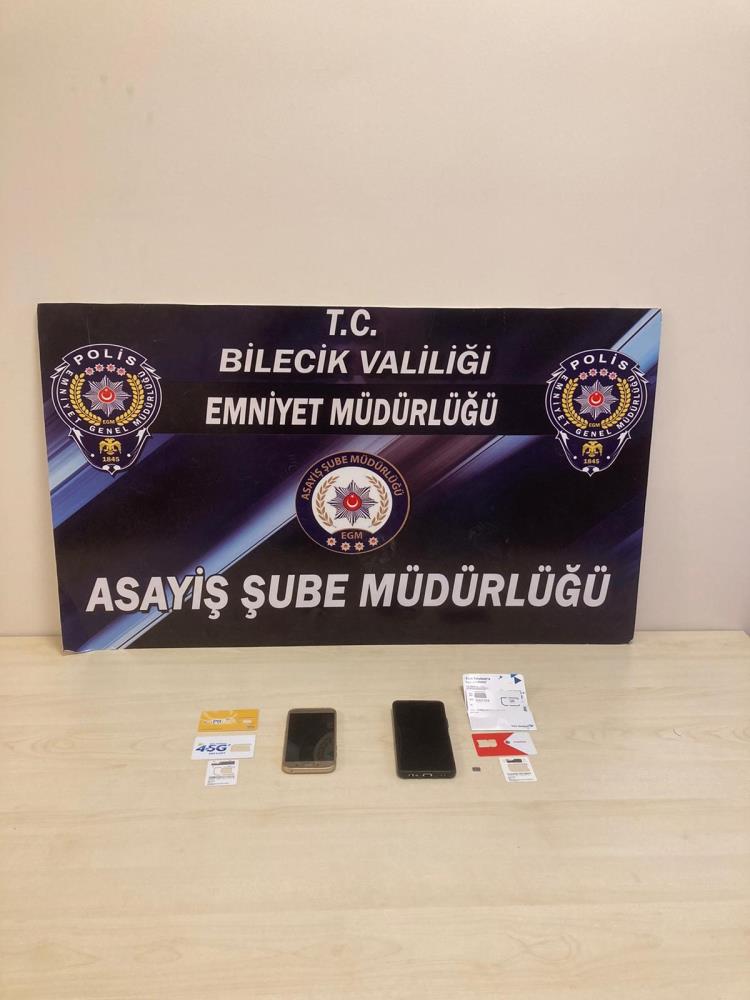 T.C.
BİLECİK VALİLİĞİ
EMNİYET MÜDÜRLÜĞÜ
POLİS
EMNİYET GENEL MÜDÜRLÜĞÜ
EGM
1845
POLİS
EMNİYET GENEL MÜDÜRLÜĞÜ
EGM
1845
ASAYİŞ ŞUBE MÜDÜRLÜĞÜ
EGM
ASAYİŞ ŞUBE MÜDÜRLÜĞÜ
4.5G